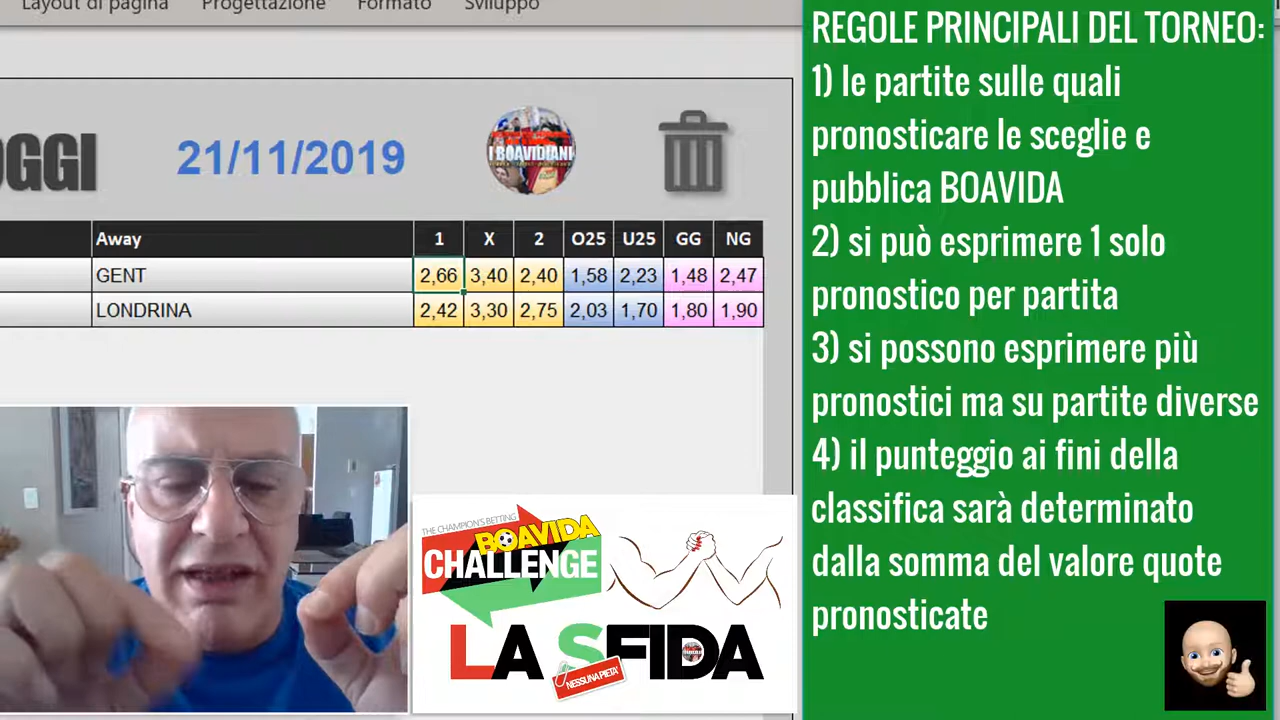 Layout di pagina Progettazione Formato Sviluppo
OGGI 21/11/2019 I BOAVIDIANI
Away 1 X 2 O25 U25 GG NG
GENT 2,66 3,40 2,40 1,58 2,23 1,48 2,47
LONDRINA 2,42 3,30 2,75 2,03 1,70 1,80 1,90
THE CHAMPION'S BETTING
BOAVIDA
CHALLENGE
LA SFIDA
NESSUNA PIETA'
REGOLE PRINCIPALI DEL TORNEO:
1) le partite sulle quali
pronosticare le sceglie e
pubblica BOAVIDA
2) si può esprimere 1 solo
pronostico per partita
3) si possono esprimere più
pronostici ma su partite diverse
4) il punteggio ai fini della
classifica sarà determinato
dalla somma del valore quote
pronosticate